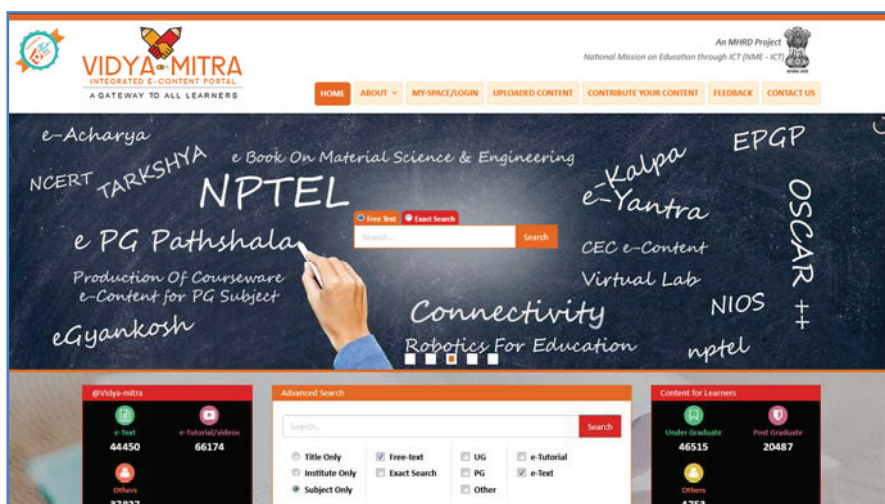 An MHRD Project
National Mission on Education through ICT (NME - ICT)
VIDYA-MITRA
INTEGRATED E-CONTENT PORTAL
A GATEWAY TO ALL LEARNERS
HOME ABOUT MY-SPACE/LOGIN UPLOADED CONTENT CONTRIBUTE YOUR CONTENT FEEDBACK CONTACT US
e-Acharya
NCERT
TARKSHYA
e Book On Material Science & Engineering
NPTEL
e-Kalpa
EPGP
e-Yantra
OSCAR ++
Free Text Exact Search
Search... Search
e PG Pathshala
CEC e-Content
Production Of Courseware
e-Content for PG Subject
Virtual Lab
eGyankosh
Connectivity
NIOS
Robotics For Education
nptel
@Vidya-mitra
e-Text e-Tutorial/videos
44450 66174
Others
Advanced Search
Search... Search
Title Only Free-text UG e-Tutorial
Institute Only Exact Search PG e-Text
Subject Only Other
Content for Learners
Under Graduate Post Graduate
46515 20487
Others